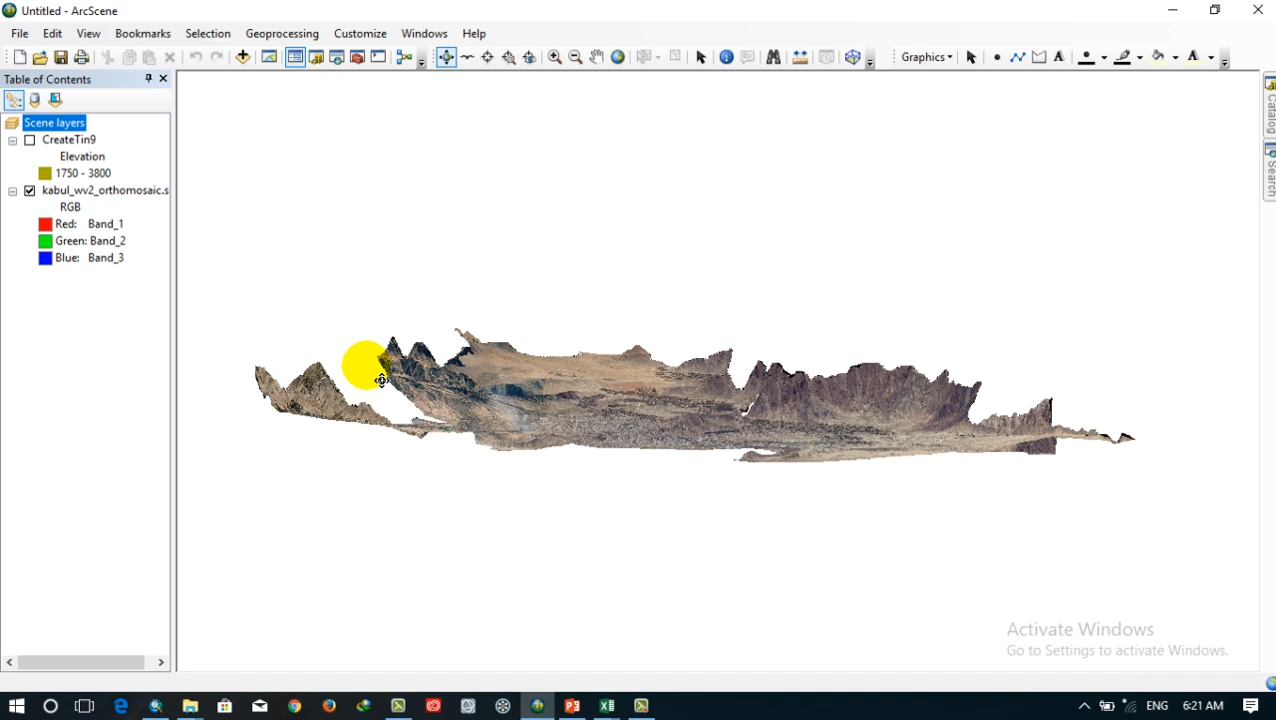 Untitled - ArcScene
File Edit View Bookmarks Selection Geoprocessing Customize Windows Help
Graphics
Table of Contents
Scene layers
CreateTin9
Elevation
1750 - 3800
kabul_wv2_orthomosaic.s
RGB
Red: Band_1
Green: Band_2
Blue: Band_3
Catalog
Search
Activate Windows
Go to Settings to activate Windows.
ENG 6:21 AM